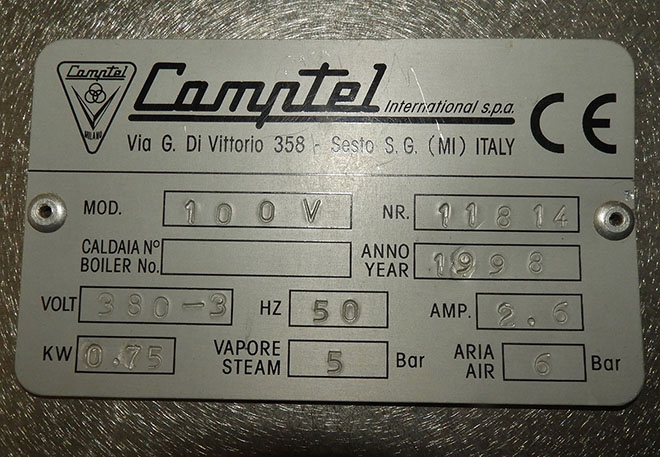 Camptel
MILANO
Camptel International s.p.a.
CE
Via G. Di Vittorio 358 - Sesto S.G. (MI) ITALY
MOD. 100V NR. 11814
CALDAIA N° BOILER No.
ANNO YEAR 1998
VOLT 380-3 HZ 50 AMP. 2.6
KW 0.75 VAPORE STEAM 5 Bar ARIA AIR 6 Bar